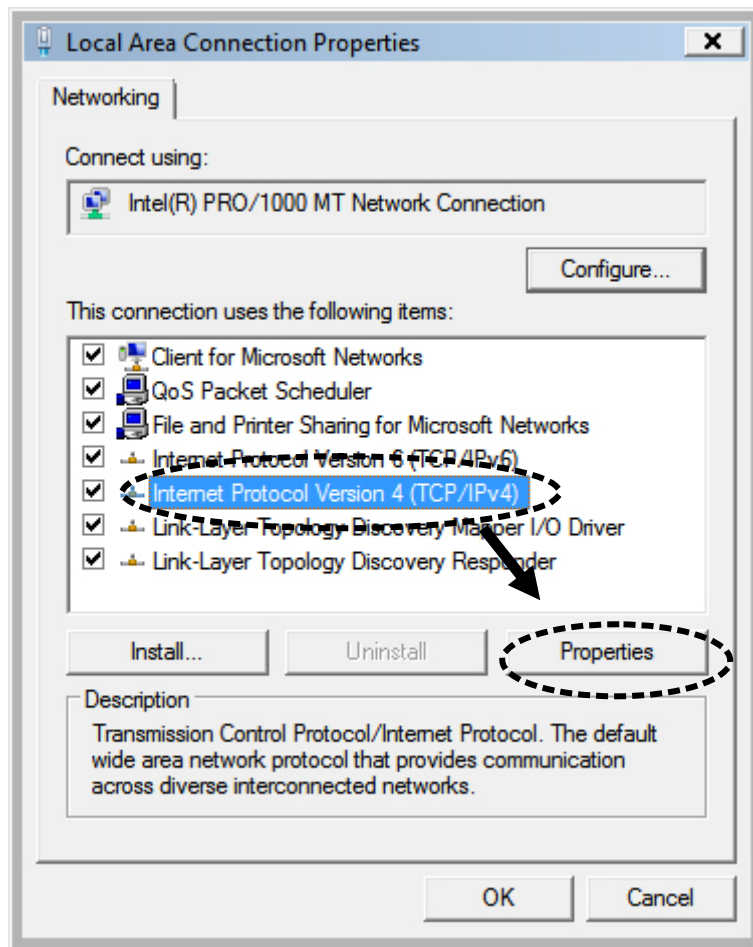 Local Area Connection Properties
Networking
Connect using:
Intel(R) PRO/1000 MT Network Connection
Configure...
This connection uses the following items:
Client for Microsoft Networks
QoS Packet Scheduler
File and Printer Sharing for Microsoft Networks
Internet Protocol Version 6 (TCP/IPv6)
Internet Protocol Version 4 (TCP/IPv4)
Link-Layer Topology Discovery Mapper I/O Driver
Link-Layer Topology Discovery Responder
Install... Uninstall Properties
Description
Transmission Control Protocol/Internet Protocol. The default
wide area network protocol that provides communication
across diverse interconnected networks.
OK Cancel